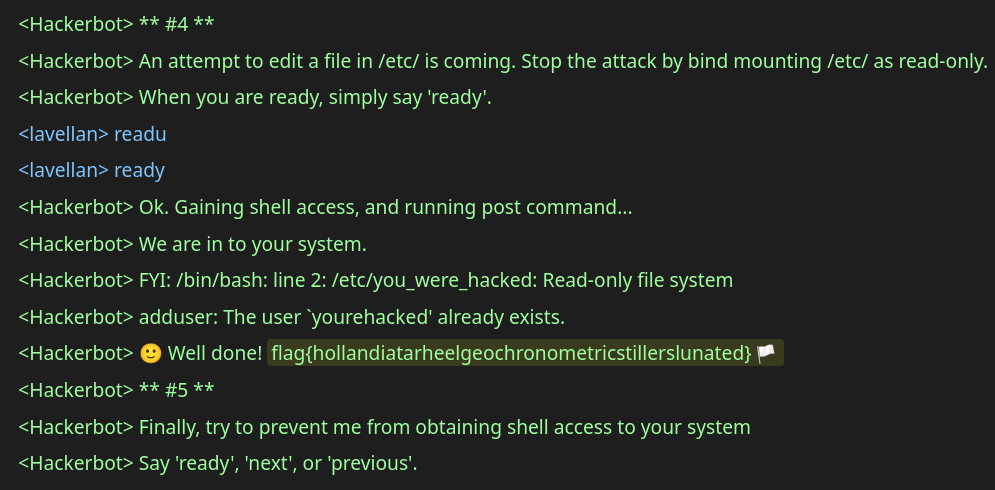 <Hackerbot> ** #4 **
<Hackerbot> An attempt to edit a file in /etc/ is coming. Stop the attack by bind mounting /etc/ as read-only.
<Hackerbot> When you are ready, simply say 'ready'.
<lavellan> readu
<lavellan> ready
<Hackerbot> Ok. Gaining shell access, and running post command...
<Hackerbot> We are in to your system.
<Hackerbot> FYI: /bin/bash: line 2: /etc/you_were_hacked: Read-only file system
<Hackerbot> adduser: The user `yourehacked' already exists.
<Hackerbot> 🙂 Well done! flag{hollandiatarheelgeochronometricstillerslunated} 🏳️
<Hackerbot> ** #5 **
<Hackerbot> Finally, try to prevent me from obtaining shell access to your system
<Hackerbot> Say 'ready', 'next', or 'previous'.